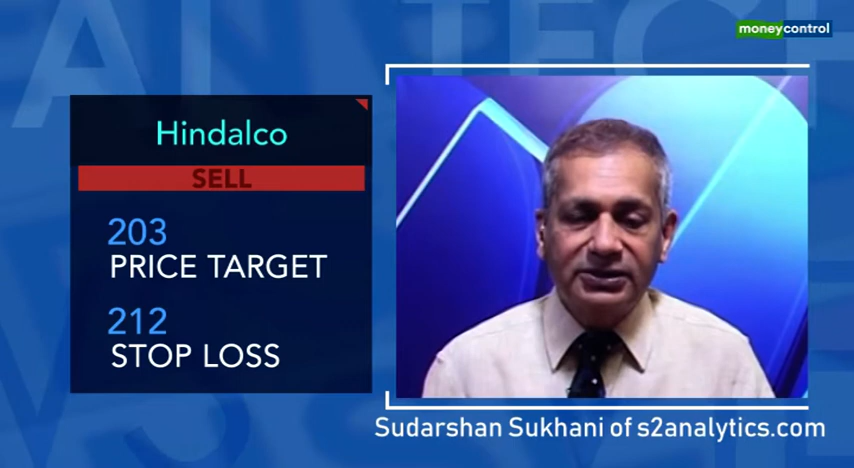 moneycontrol
Hindalco
SELL
203
PRICE TARGET
212
STOP LOSS
Sudarshan Sukhani of s2analytics.com